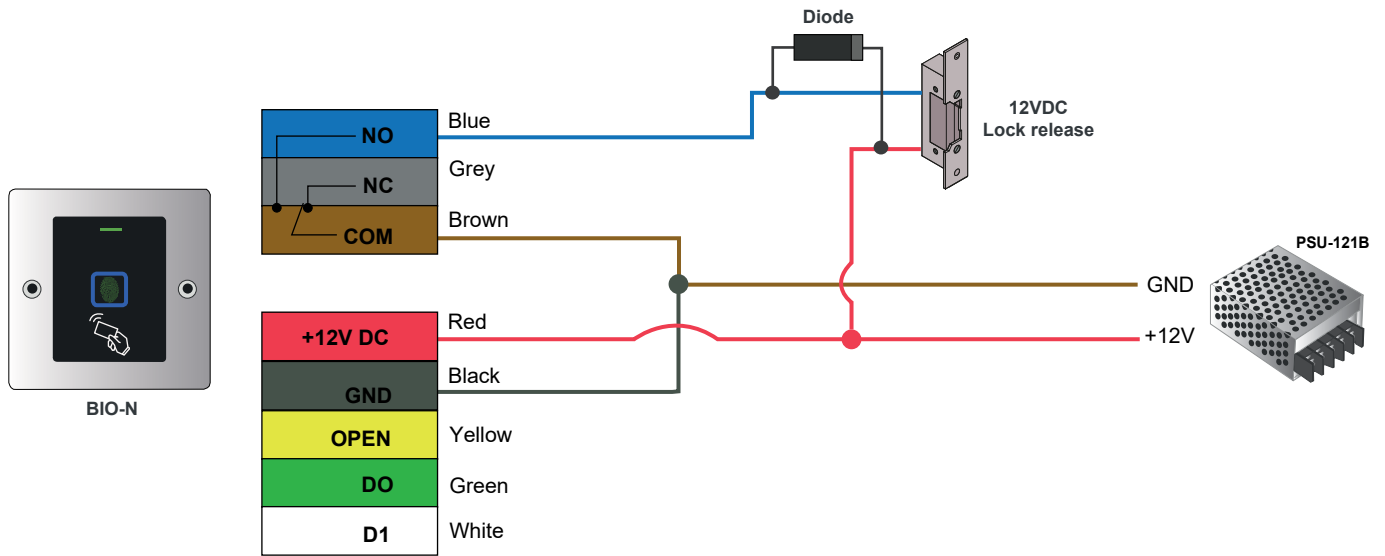 Diode
12VDC
Lock release
NO
Blue
NC
Grey
COM
Brown
PSU-121B
GND
+12V DC
Red
+12V
GND
Black
BIO-N
OPEN
Yellow
DO
Green
D1
White